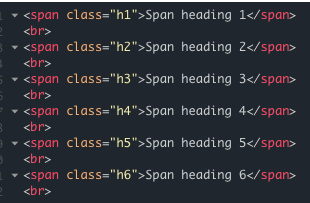 <span class="h1">Span heading 1</span>
<br>
<span class="h2">Span heading 2</span>
<br>
<span class="h3">Span heading 3</span>
<br>
<span class="h4">Span heading 4</span>
<br>
<span class="h5">Span heading 5</span>
<br>
<span class="h6">Span heading 6</span>
<br>